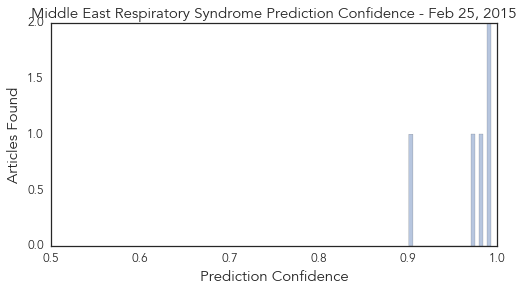 Middle East Respiratory Syndrome Prediction Confidence - Feb 25, 2015
2.0
1.5
1.0
0.5
0.0
Articles Found
0.5 0.6 0.7 0.8 0.9 1.0
Prediction Confidence